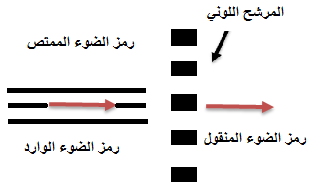 المرشح اللوني
رمز الضوء الممتص
رمز الضوء المنقول
رمز الضوء الوارد